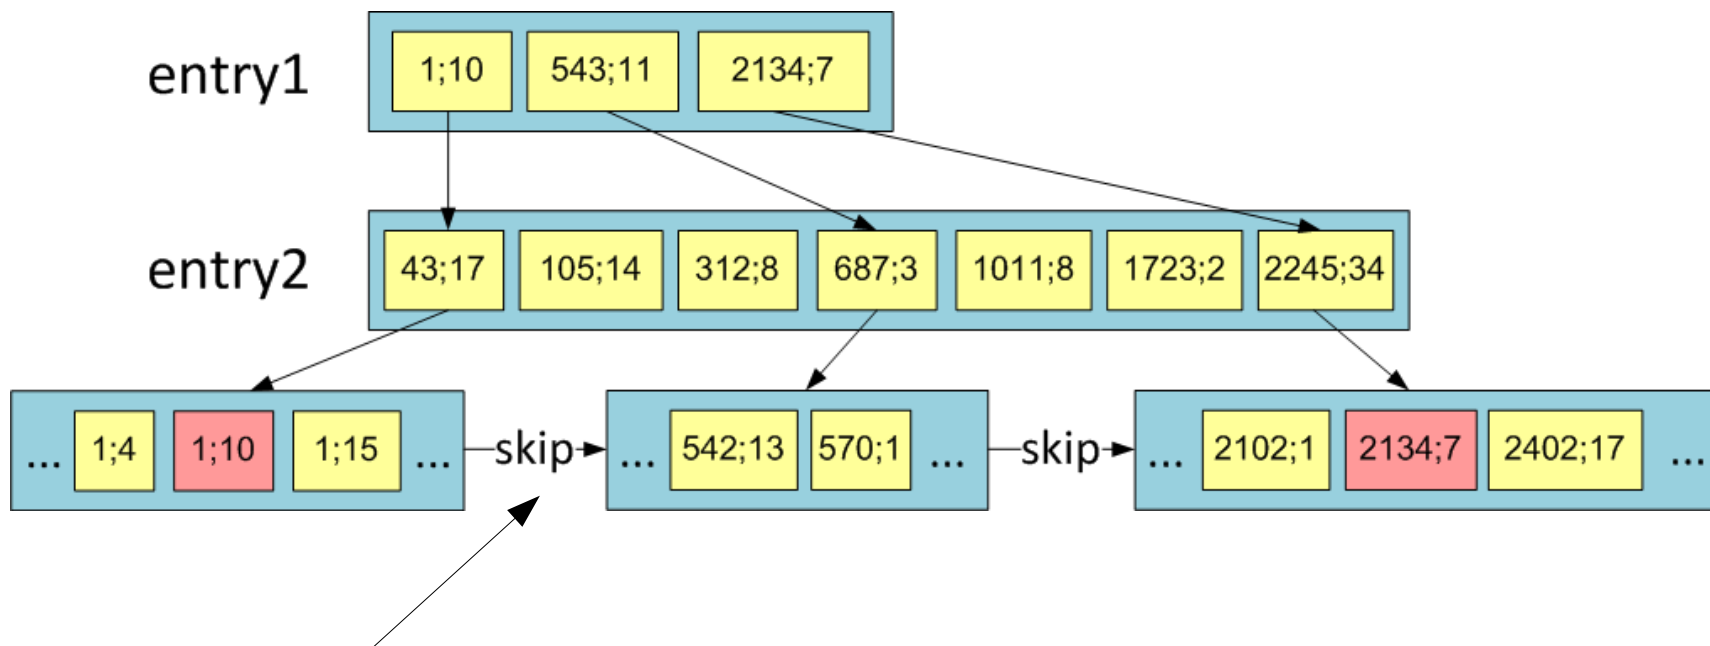 entry1 1;10 543;11 2134;7
entry2 43;17 105;14 312;8 687;3 1011;8 1723;2 2245;34
... 1;4 1;10 1;15 ... skip ... 542;13 570;1 ... skip ... 2102;1 2134;7 2402;17 ...